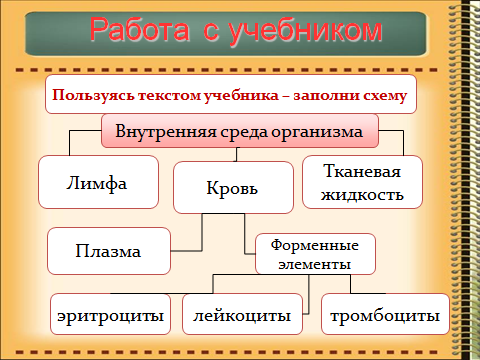 Работа с учебником
Пользуясь текстом учебника – заполни схему
Внутренняя среда организма
Лимфа
Кровь
Тканевая
жидкость
Плазма
Форменные
элементы
эритроциты
лейкоциты
тромбоциты